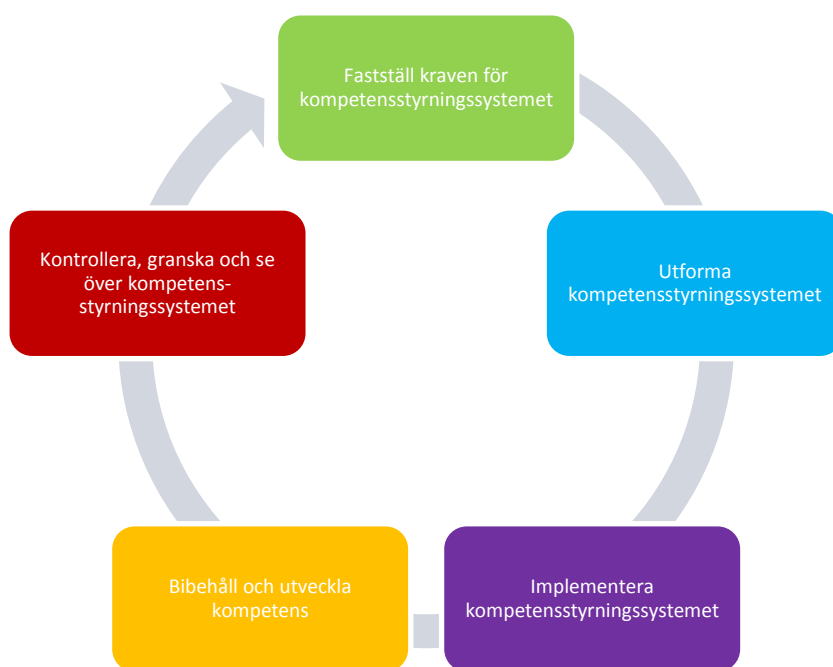 Fastställ kraven för
kompetensstyrningssystemet
Utforma
kompetensstyrningssystemet
Implementera
kompetensstyrningssystemet
Bibehåll och utveckla
kompetens
Kontrollera, granska och se
över kompetens-
styrningssystemet